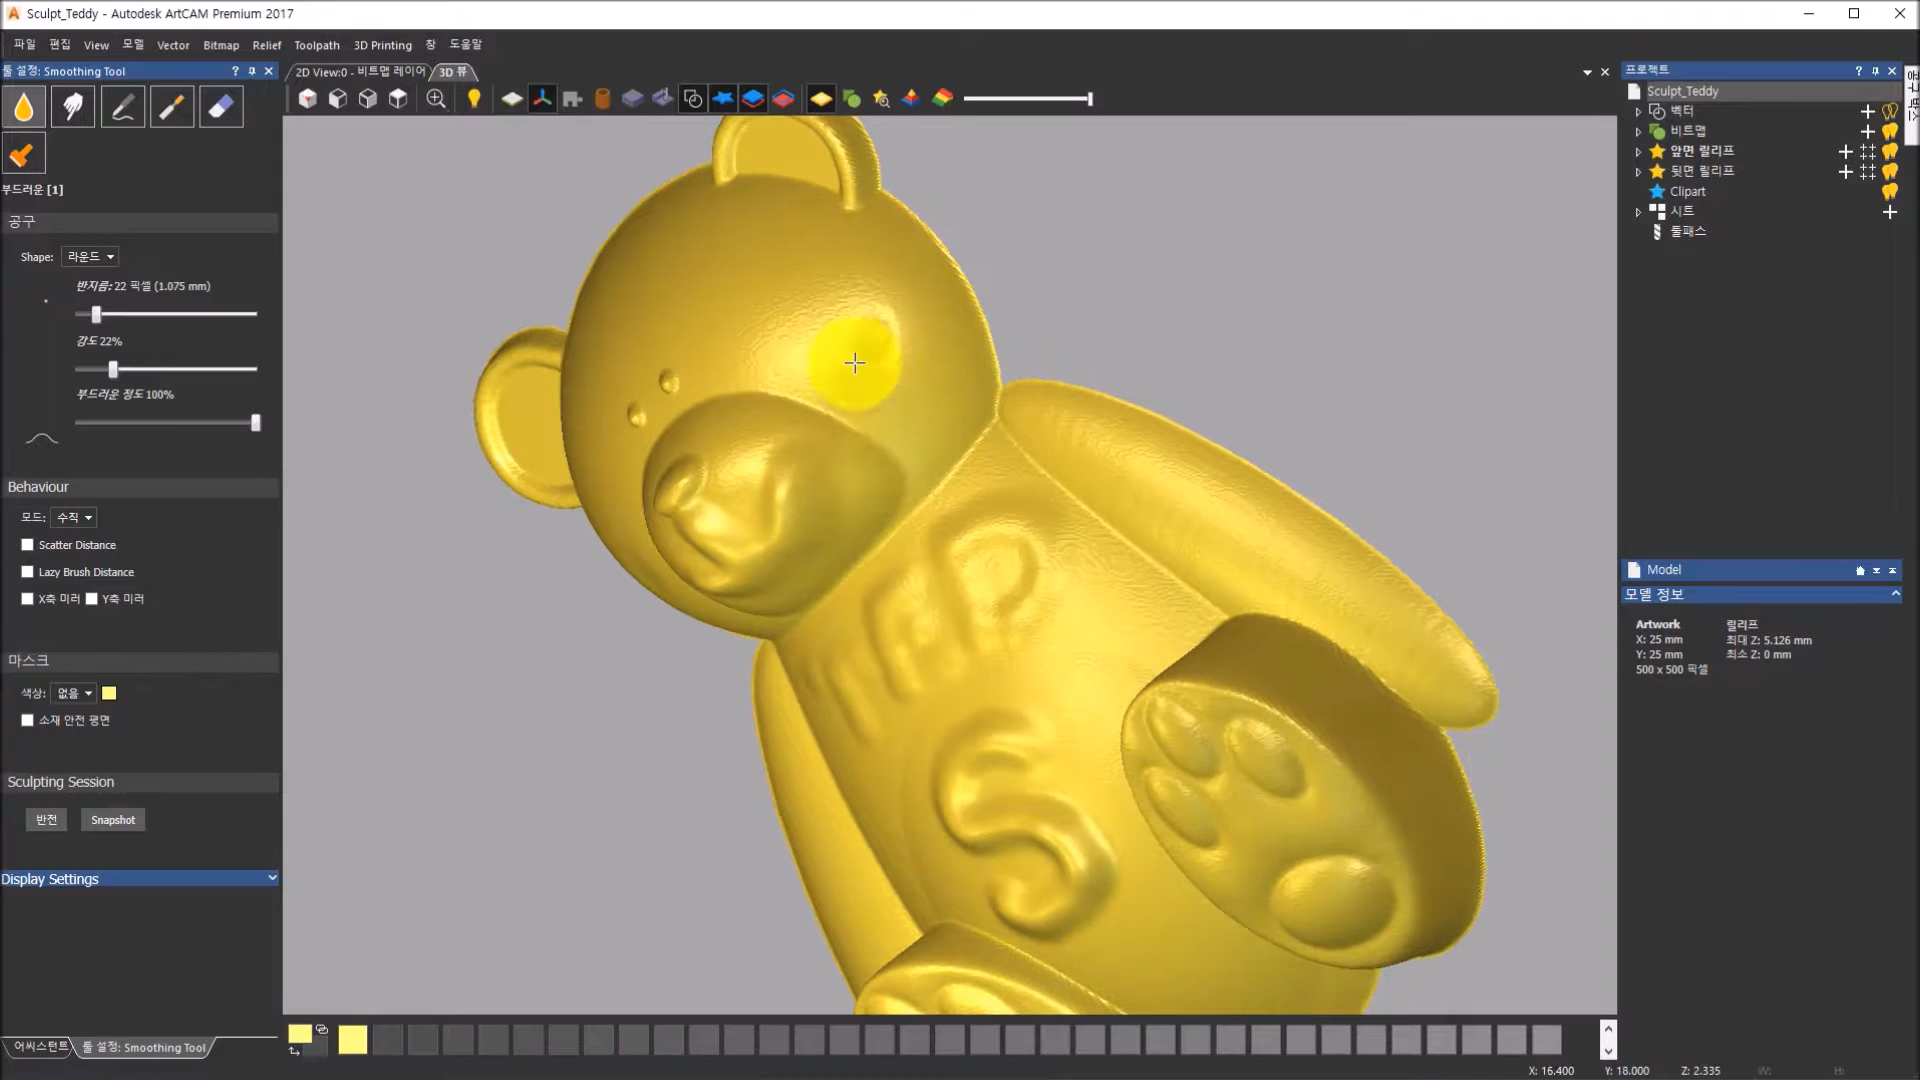 Sculpt_Teddy - Autodesk ArtCAM Premium 2017
파일 편집 View 모델 Vector Bitmap Relief Toolpath 3D Printing 창 도움말
툴 설정: Smoothing Tool
부드러운 [1]
공구
Shape: 라운드
반지름: 22 픽셀 (1.075 mm)
강도 22%
부드러운 정도 100%
Behaviour
모드: 수직
Scatter Distance
Lazy Brush Distance
X축 미러 Y축 미러
마스크
색상: 없음
소재 안전 평면
Sculpting Session
반전 Snapshot
Display Settings
어씨스턴트 툴 설정: Smoothing Tool
2D View:0 - 비트맵 레이어 3D 뷰
S
프로젝트
Sculpt_Teddy
벡터
비트맵
앞면 릴리프
뒷면 릴리프
Clipart
시트
툴패스
Model
모델 정보
Artwork 릴리프
X: 25 mm 최대 Z: 5.126 mm
Y: 25 mm 최소 Z: 0 mm
500 x 500 픽셀
X: 16.400 Y: 18.000 Z: 2.335 W: H: